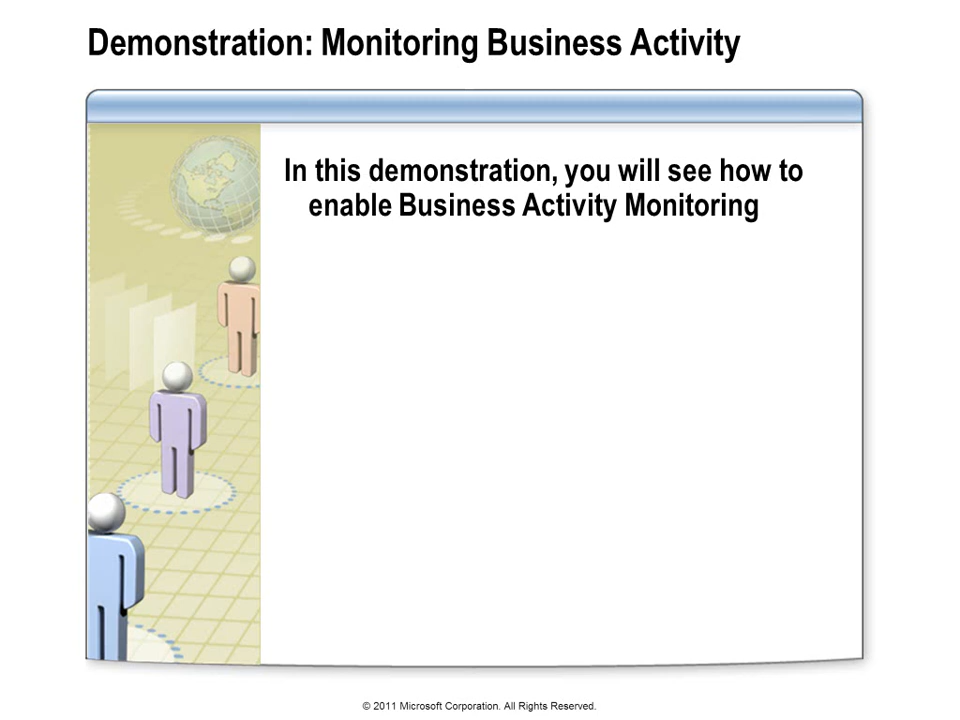 Demonstration: Monitoring Business Activity
In this demonstration, you will see how to
enable Business Activity Monitoring
© 2011 Microsoft Corporation. All Rights Reserved.